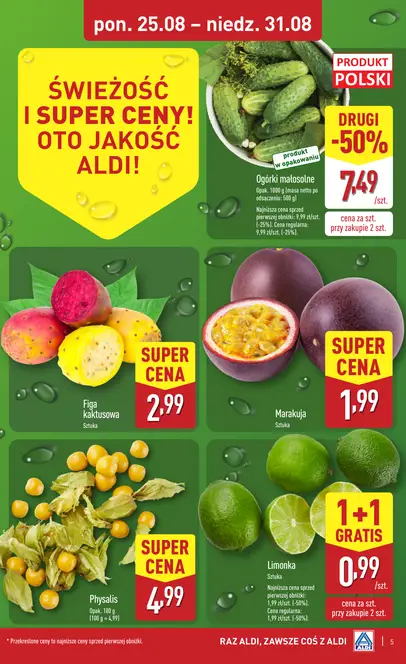 pon. 25.08 – niedz. 31.08
ŚWIEŻOŚĆ
I SUPER CENY!
OTO JAKOŚĆ
ALDI!
PRODUKT
POLSKI
produkt
w opakowaniu
Ogórki małosolne
Opak. 1000 g (masa netto po
odsączeniu: 500 g)
Najniższa cena sprzed
pierwszej obniżki: 9,99 zł/szt.
(-25%). Cena regularna:
9,99 zł/szt. (-25%).
DRUGI
-50%
7,49
/szt.
cena za szt.
przy zakupie 2 szt.
Figa
kaktusowa
Sztuka
SUPER
CENA
2,99
Marakuja
Sztuka
SUPER
CENA
1,99
Physalis
Opak. 100 g
(100 g = 4,99)
SUPER
CENA
4,99
Limonka
Sztuka
Najniższa cena sprzed
pierwszej obniżki:
1,99 zł/szt. (-50%).
Cena regularna:
1,99 zł/szt. (-50%)
1+1
GRATIS
0,99
cena za szt.
przy zakupie 2 szt.
* Przekreślone ceny to najniższe ceny sprzed pierwszej obniżki.
RAZ ALDI, ZAWSZE COŚ Z ALDI
ALDI
5